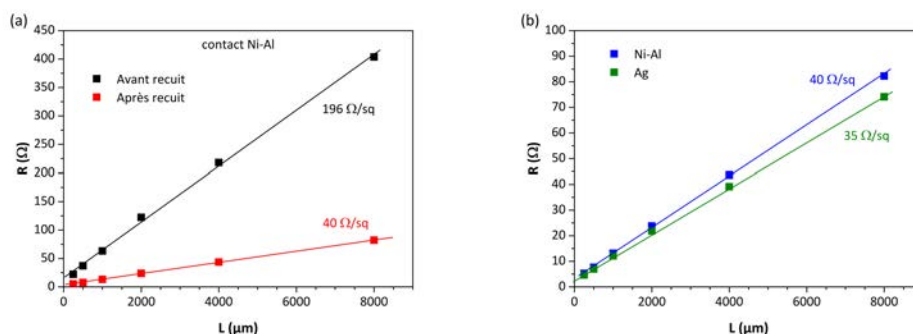 (a)
450
400
350
300
250
200
150
100
50
0
R (Ω)
contact Ni-Al
Avant recuit
Après recuit
196 Ω/sq
40 Ω/sq
0 2000 4000 6000 8000
L (µm)
(b)
100
90
80
70
60
50
40
30
20
10
0
R (Ω)
Ni-Al
Ag
40 Ω/sq
35 Ω/sq
0 2000 4000 6000 8000
L (µm)